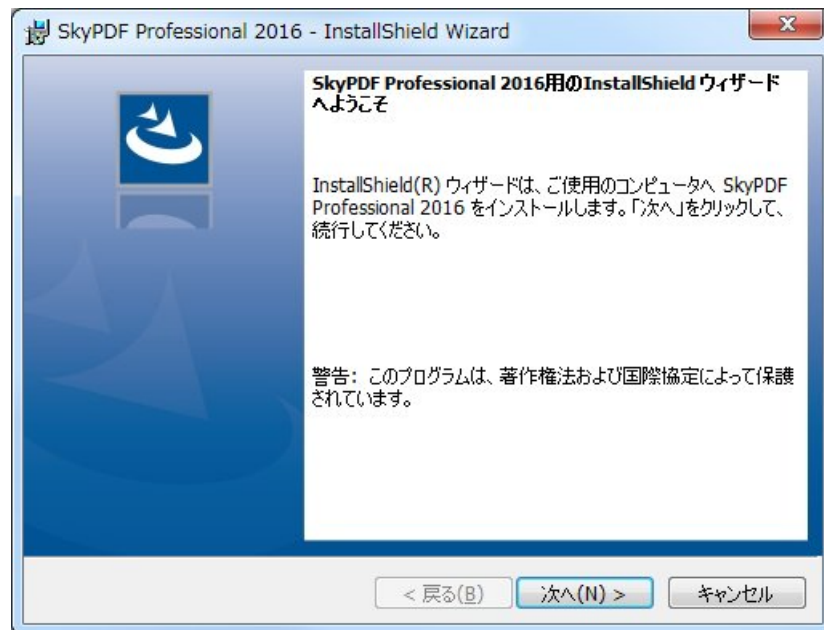 SkyPDF Professional 2016 - InstallShield Wizard
SkyPDF Professional 2016用のInstallShield ウィザード
へようこそ
InstallShield(R) ウィザードは、ご使用のコンピュータへ SkyPDF
Professional 2016 をインストールします。「次へ」をクリックして、
続行してください。
警告: このプログラムは、著作権法および国際協定によって保護
されています。
< 戻る(B)
次へ(N) >
キャンセル